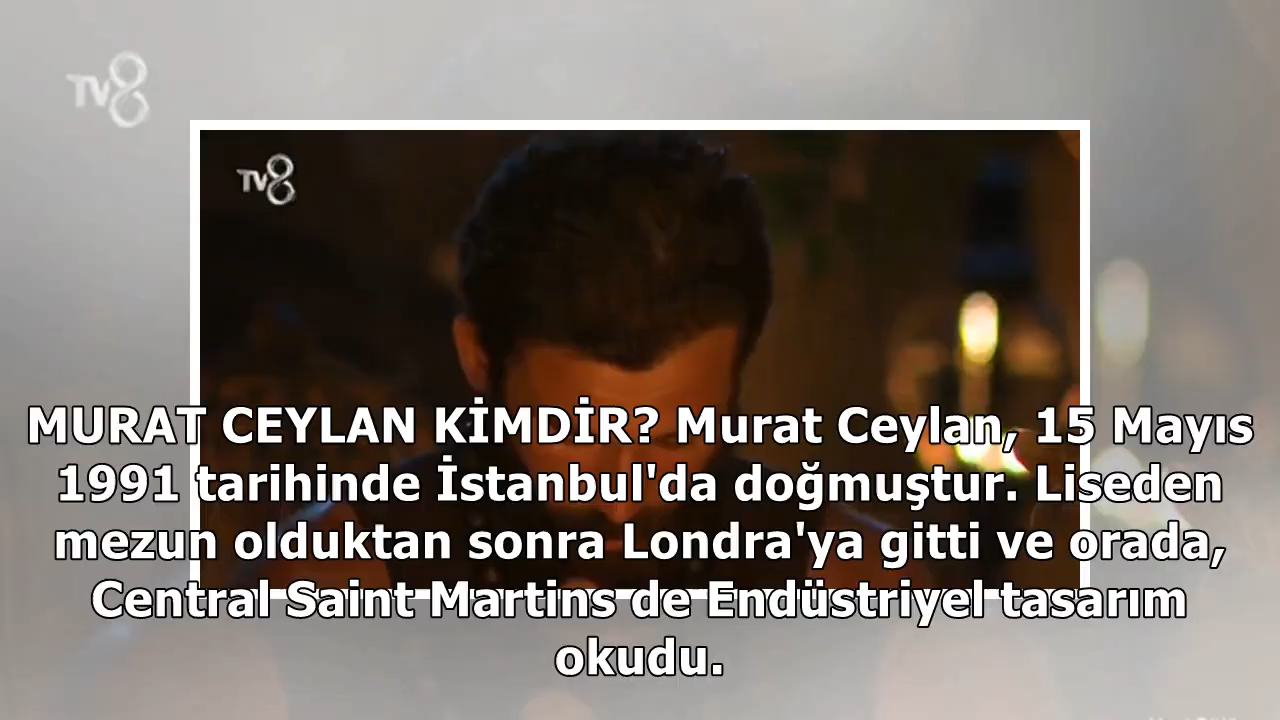 TV8
TV8
MURAT CEYLAN KİMDİR? Murat Ceylan, 15 Mayıs
1991 tarihinde İstanbul'da doğmuştur. Liseden
mezun olduktan sonra Londra'ya gitti ve orada,
Central Saint Martins de Endüstriyel tasarım
okudu.